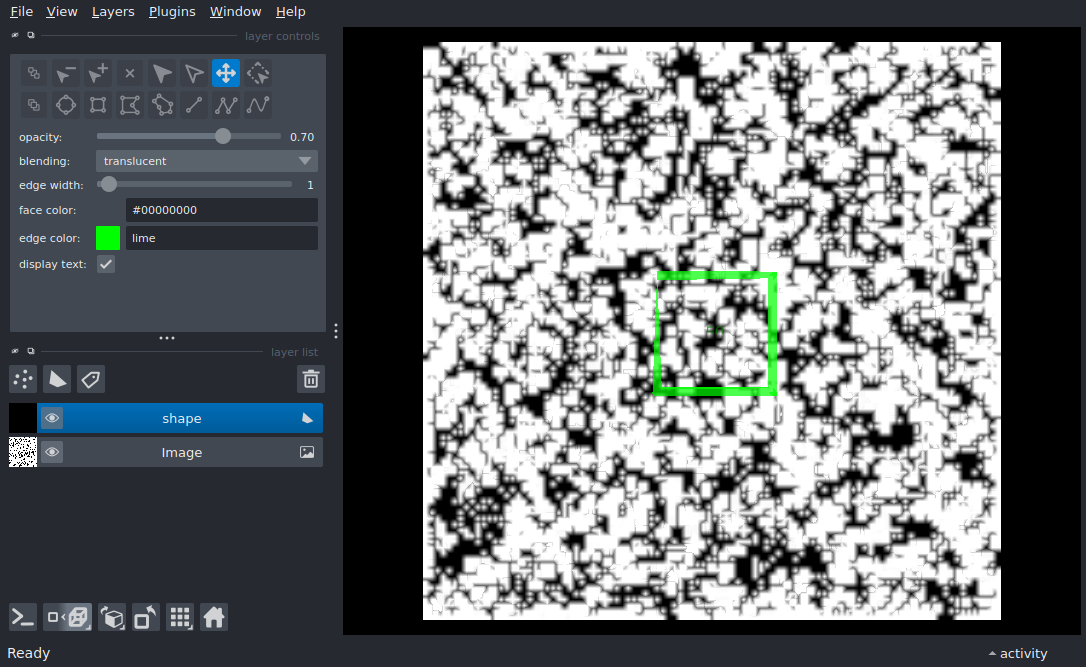 File View Layers Plugins Window Help
layer controls
opacity: 0.70
blending: translucent
edge width: 1
face color: #00000000
edge color: lime
display text:
layer list
shape
Image
Ready
activity